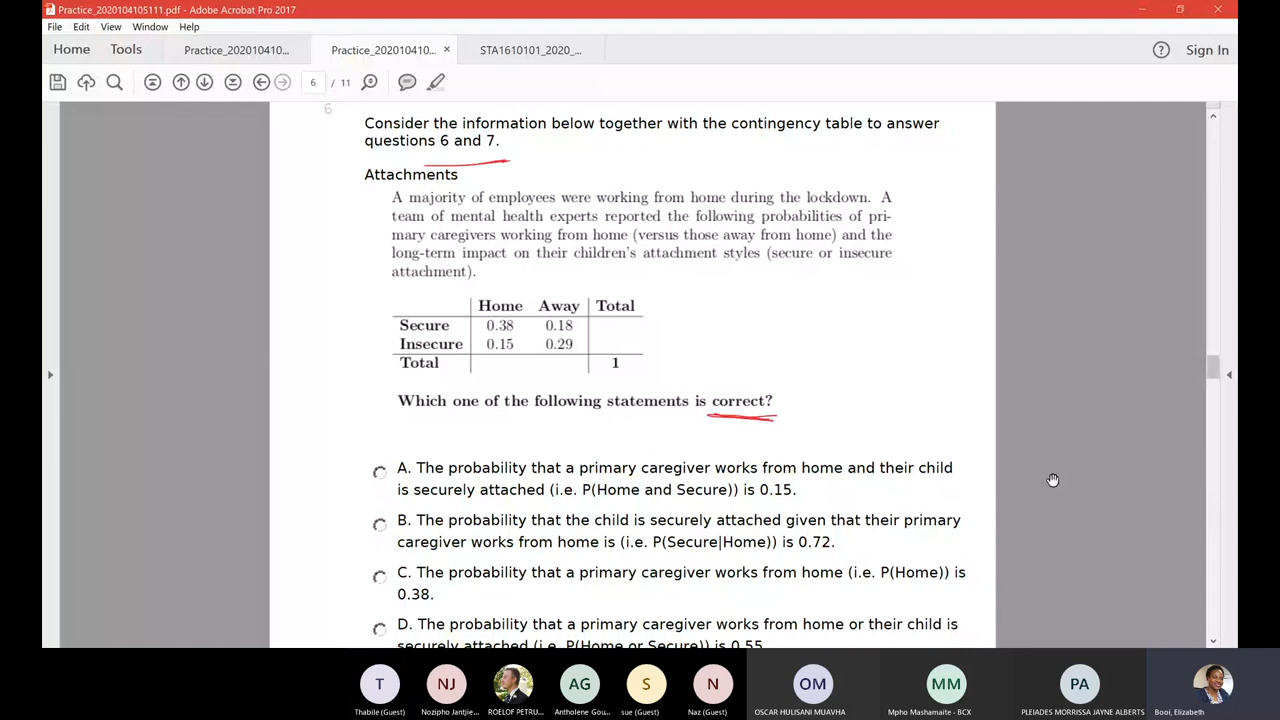 Practice_2020104105111.pdf - Adobe Acrobat Pro 2017
File Edit View Window Help
Home Tools Practice_202010410... Practice_202010410... × STA1610101_2020_... ? Sign In
6 / 11
6
Consider the information below together with the contingency table to answer
questions 6 and 7.
Attachments
A majority of employees were working from home during the lockdown. A
team of mental health experts reported the following probabilities of pri-
mary caregivers working from home (versus those away from home) and the
long-term impact on their children's attachment styles (secure or insecure
attachment).
Home Away Total
Secure 0.38 0.18
Insecure 0.15 0.29
Total 1
Which one of the following statements is correct?
A. The probability that a primary caregiver works from home and their child
is securely attached (i.e. P(Home and Secure)) is 0.15.
B. The probability that the child is securely attached given that their primary
caregiver works from home is (i.e. P(Secure|Home)) is 0.72.
C. The probability that a primary caregiver works from home (i.e. P(Home)) is
0.38.
D. The probability that a primary caregiver works from home or their child is
securely attached (i.e. P(Home or Secure)) is 0.55
T NJ AG S N OM MM PA
Thabile (Guest) Nozipho Jantjie... ROELOF PETRU... Antholene Gou... sue (Guest) Naz (Guest) OSCAR HULISANI MUAVHA Mpho Mashamaite - BCX PLEIADES MORRISSA JAYNE ALBERTS Booi, Elizabeth